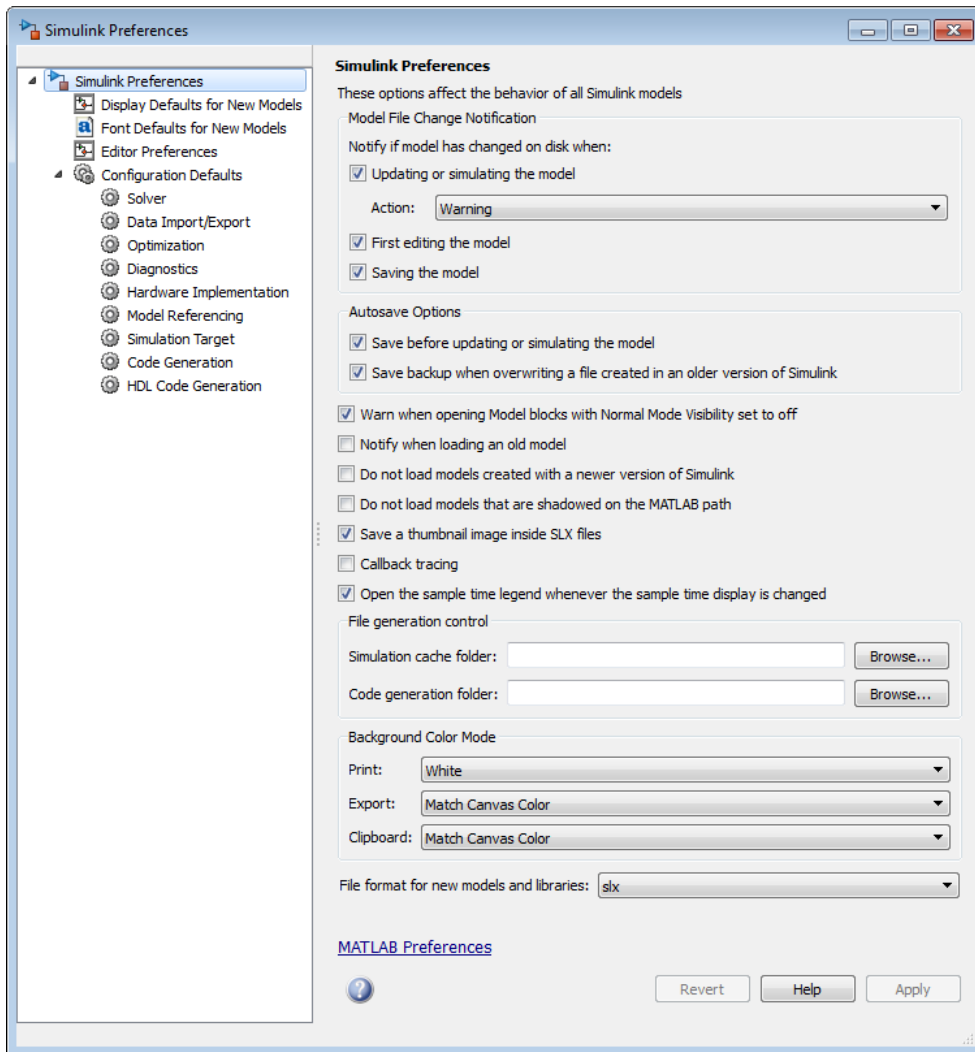 Simulink Preferences
Simulink Preferences
Display Defaults for New Models
Font Defaults for New Models
Editor Preferences
Configuration Defaults
Solver
Data Import/Export
Optimization
Diagnostics
Hardware Implementation
Model Referencing
Simulation Target
Code Generation
HDL Code Generation
Simulink Preferences
These options affect the behavior of all Simulink models
Model File Change Notification
Notify if model has changed on disk when:
Updating or simulating the model
Action: Warning
First editing the model
Saving the model
Autosave Options
Save before updating or simulating the model
Save backup when overwriting a file created in an older version of Simulink
Warn when opening Model blocks with Normal Mode Visibility set to off
Notify when loading an old model
Do not load models created with a newer version of Simulink
Do not load models that are shadowed on the MATLAB path
Save a thumbnail image inside SLX files
Callback tracing
Open the sample time legend whenever the sample time display is changed
File generation control
Simulation cache folder: Browse...
Code generation folder: Browse...
Background Color Mode
Print: White
Export: Match Canvas Color
Clipboard: Match Canvas Color
File format for new models and libraries: slx
MATLAB Preferences
Revert Help Apply